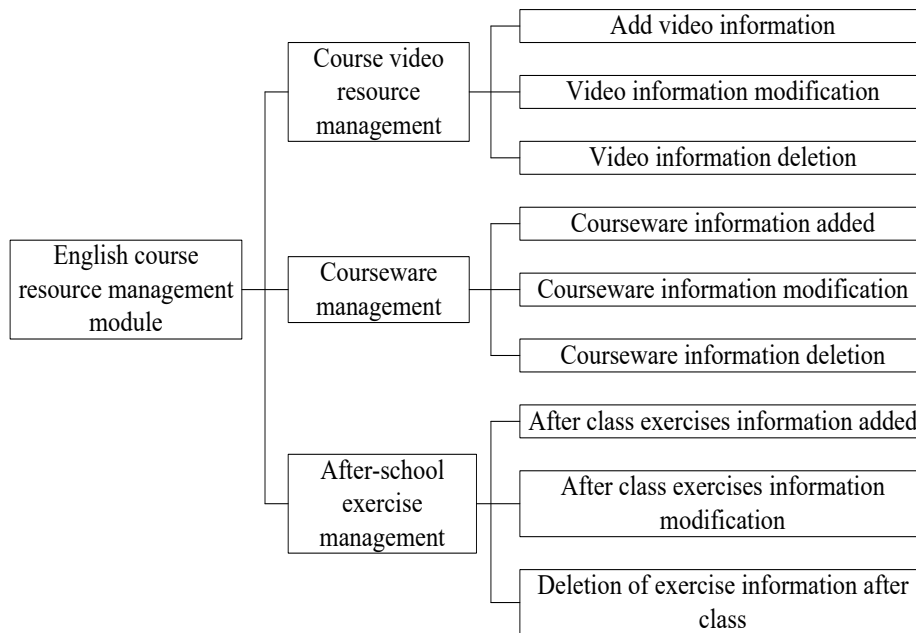 English course
resource management
module
Course video
resource
management
Add video information
Video information modification
Video information deletion
Courseware
management
Courseware information added
Courseware information modification
Courseware information deletion
After-school
exercise
management
After class exercises information added
After class exercises information
modification
Deletion of exercise information after
class